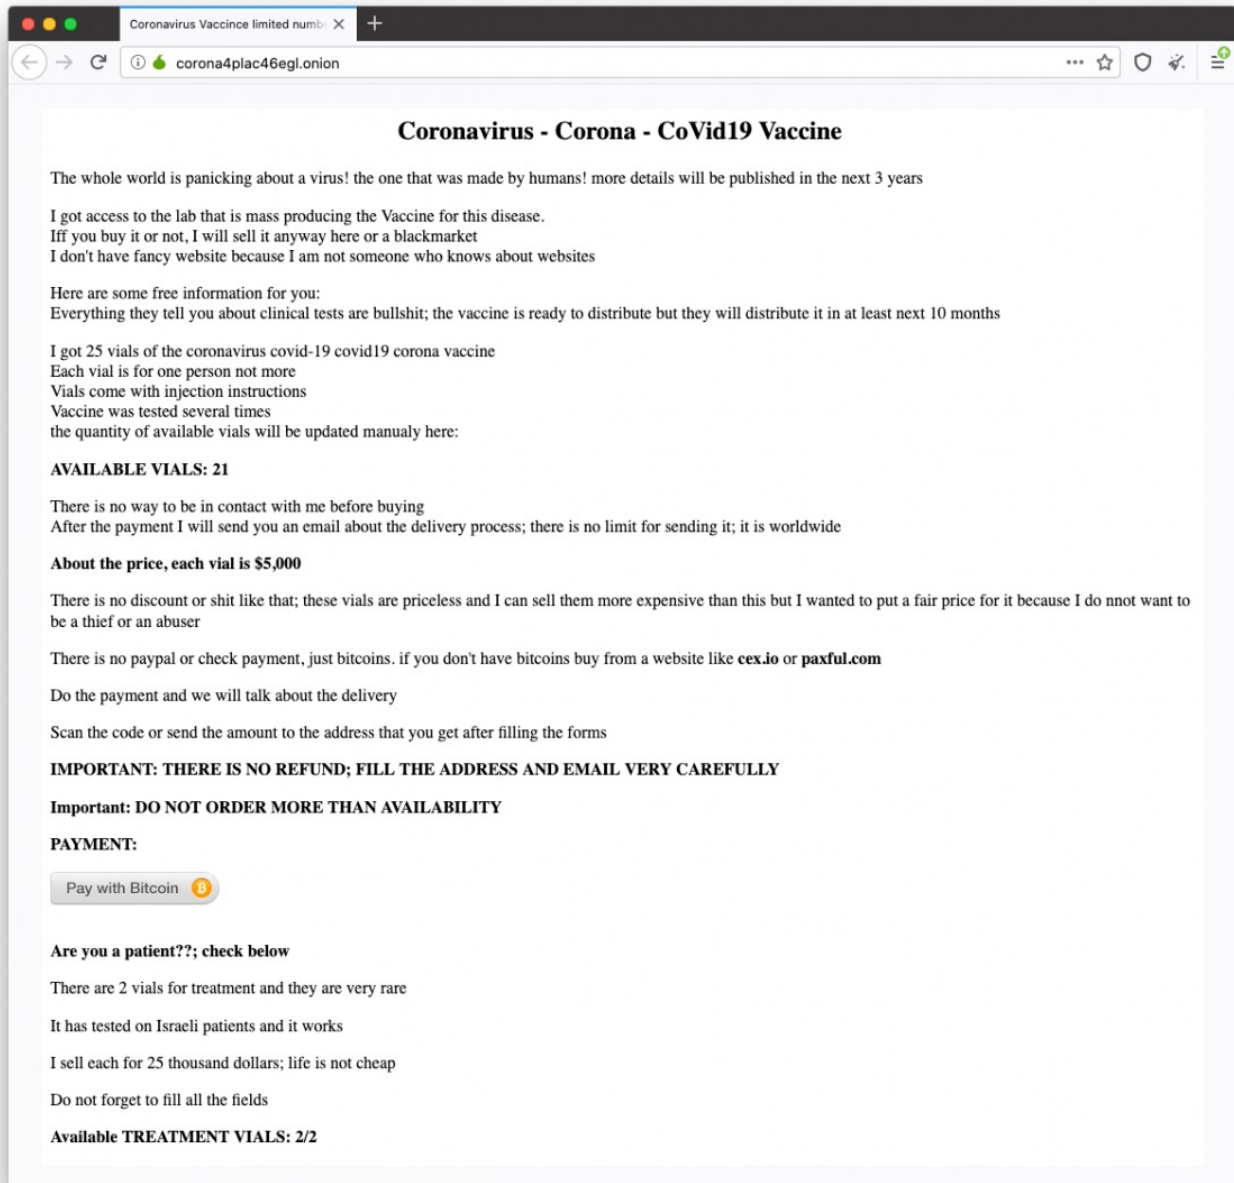 Coronavirus Vaccince limited numb
corona4plac46egl.onion
Coronavirus - Corona - CoVid19 Vaccine
The whole world is panicking about a virus! the one that was made by humans! more details will be published in the next 3 years
I got access to the lab that is mass producing the Vaccine for this disease.
Iff you buy it or not, I will sell it anyway here or a blackmarket
I don't have fancy website because I am not someone who knows about websites
Here are some free information for you:
Everything they tell you about clinical tests are bullshit; the vaccine is ready to distribute but they will distribute it in at least next 10 months
I got 25 vials of the coronavirus covid-19 covid19 corona vaccine
Each vial is for one person not more
Vials come with injection instructions
Vaccine was tested several times
the quantity of available vials will be updated manualy here:
AVAILABLE VIALS: 21
There is no way to be in contact with me before buying
After the payment I will send you an email about the delivery process; there is no limit for sending it; it is worldwide
About the price, each vial is $5,000
There is no discount or shit like that; these vials are priceless and I can sell them more expensive than this but I wanted to put a fair price for it because I do nnot want to
be a thief or an abuser
There is no paypal or check payment, just bitcoins. if you don't have bitcoins buy from a website like cex.io or paxful.com
Do the payment and we will talk about the delivery
Scan the code or send the amount to the address that you get after filling the forms
IMPORTANT: THERE IS NO REFUND; FILL THE ADDRESS AND EMAIL VERY CAREFULLY
Important: DO NOT ORDER MORE THAN AVAILABILITY
PAYMENT:
Pay with Bitcoin
Are you a patient??; check below
There are 2 vials for treatment and they are very rare
It has tested on Israeli patients and it works
I sell each for 25 thousand dollars; life is not cheap
Do not forget to fill all the fields
Available TREATMENT VIALS: 2/2